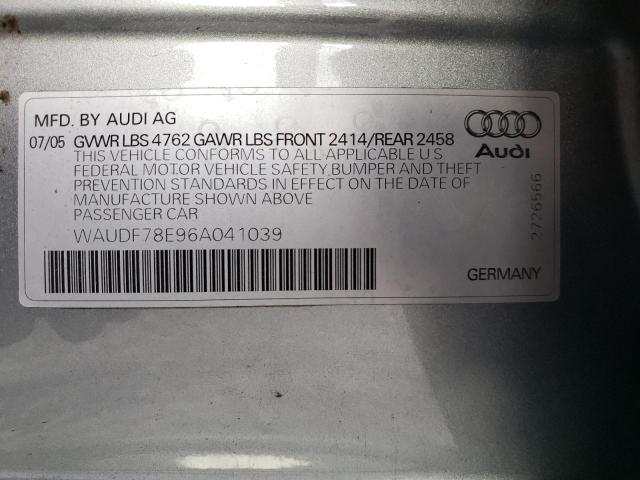 MFD. BY AUDI AG
07/05 GVWR LBS 4762 GAWR LBS FRONT 2414/REAR 2458
THIS VEHICLE CONFORMS TO ALL APPLICABLE U S
FEDERAL MOTOR VEHICLE SAFETY, BUMPER AND THEFT
PREVENTION STANDARDS IN EFFECT ON THE DATE OF
MANUFACTURE SHOWN ABOVE
PASSENGER CAR
WAUDF78E96A041039
Audi
2726566
GERMANY